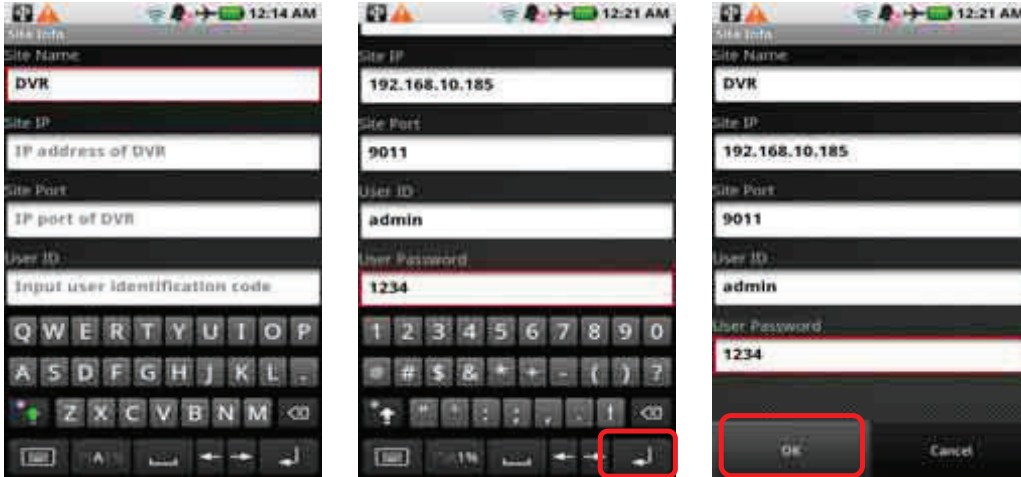 12:14 AM
Site Info
Site Name
DVR
Site IP
IP address of DVR
Site Port
IP port of DVR
User ID
Input user identification code
Q W E R T Y U I O P
A S D F G H J K L .
Z X C V B N M
A
12:21 AM
Site IP
192.168.10.185
Site Port
9011
User ID
admin
User Password
1234
1 2 3 4 5 6 7 8 9 0
# $ & * + - ( ) ?
" ' : ; , . !
1%
12:21 AM
Site Info
Site Name
DVR
Site IP
192.168.10.185
Site Port
9011
User ID
admin
User Password
1234
OK Cancel